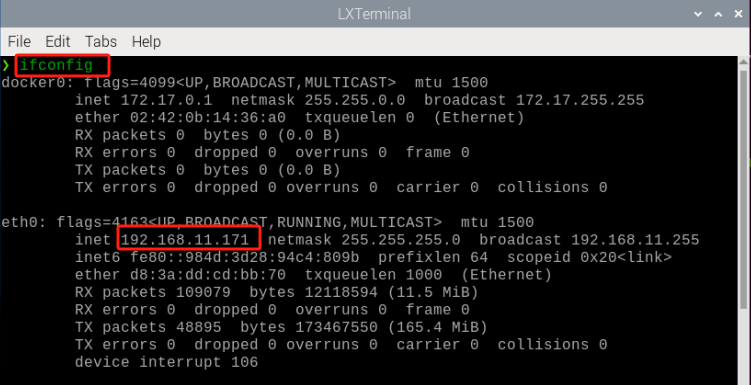 LXTerminal
File Edit Tabs Help
❯ ifconfig
docker0: flags=4099<UP,BROADCAST,MULTICAST>  mtu 1500
        inet 172.17.0.1  netmask 255.255.0.0  broadcast 172.17.255.255
        ether 02:42:0b:14:36:a0  txqueuelen 0  (Ethernet)
        RX packets 0  bytes 0 (0.0 B)
        RX errors 0  dropped 0  overruns 0  frame 0
        TX packets 0  bytes 0 (0.0 B)
        TX errors 0  dropped 0 overruns 0  carrier 0  collisions 0
eth0: flags=4163<UP,BROADCAST,RUNNING,MULTICAST>  mtu 1500
        inet 192.168.11.171  netmask 255.255.255.0  broadcast 192.168.11.255
        inet6 fe80::984d:3d28:94c4:809b  prefixlen 64  scopeid 0x20<link>
        ether d8:3a:dd:cd:bb:70  txqueuelen 1000  (Ethernet)
        RX packets 109079  bytes 12118594 (11.5 MiB)
        RX errors 0  dropped 0  overruns 0  frame 0
        TX packets 48895  bytes 173467550 (165.4 MiB)
        TX errors 0  dropped 0 overruns 0  carrier 0  collisions 0
        device interrupt 106